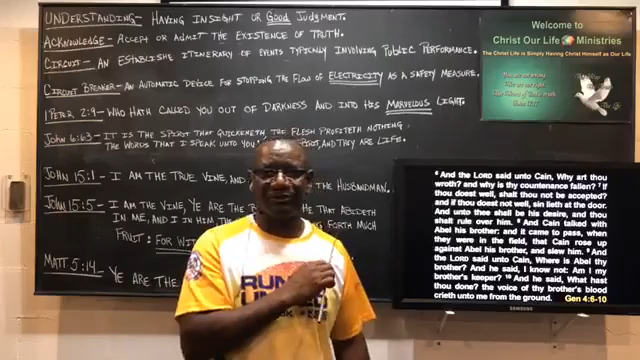 UNDERSTANDING- HAVING INSIGHT OR GOOD JUDGMENT.
ACKNOWLEDGE- ACCEPT OR ADMIT THE EXISTENCE OF TRUTH.
CIRCUIT- AN ESTABLISHE ITINERARY OF EVENTS TYPICALLY INVOLVING PUBLIC PERFORMANCE.
CIRCUIT BREAKER- AN AUTOMATIC DEVICE FOR STOPPING THE FLOW OF ELECTRICITY AS A SAFETY MEASURE.
1 PETER 2:9- WHO HATH CALLED YOU OUT OF DARKNESS AND INTO HIS MARVELOUS LIGHT.
JOHN 6:63- IT IS THE SPIRIT THAT QUICKENETH THE FLESH PROFITETH NOTHING:
THE WORDS THAT I SPEAK UNTO YOU AND THEY ARE LIFE.
JOHN 15:1- I AM THE TRUE VINE, AND THE HUSBANDMAN.
JOHN 15:5- I AM THE VINE, YE ARE THE HE THAT ABIDETH
IN ME, AND I IN HIM, TH FORTH MUCH
FRUIT: FOR WIT
MATT 5:14- YE ARE THE
Welcome to
Christ Our Life Ministries
The Christ Life is Simply Having Christ Himself as Our Life
You are not wrong
The Life
6 And the LORD said unto Cain, Why art thou
wroth? and why is thy countenance fallen? 7 If
thou doest well, shalt thou not be accepted?
and if thou doest not well, sin lieth at the door.
And unto thee shall be his desire, and thou
shalt rule over him. 8 And Cain talked with
Abel his brother: and it came to pass, when
they were in the field, that Cain rose up
against Abel his brother, and slew him. 9 And
the LORD said unto Cain, Where is Abel thy
brother? And he said, I know not: Am I my
brother's keeper? 10 And he said, What hast
thou done? the voice of thy brother's blood
crieth unto me from the ground. Gen 4:6-10
SAMSUNG
RUN